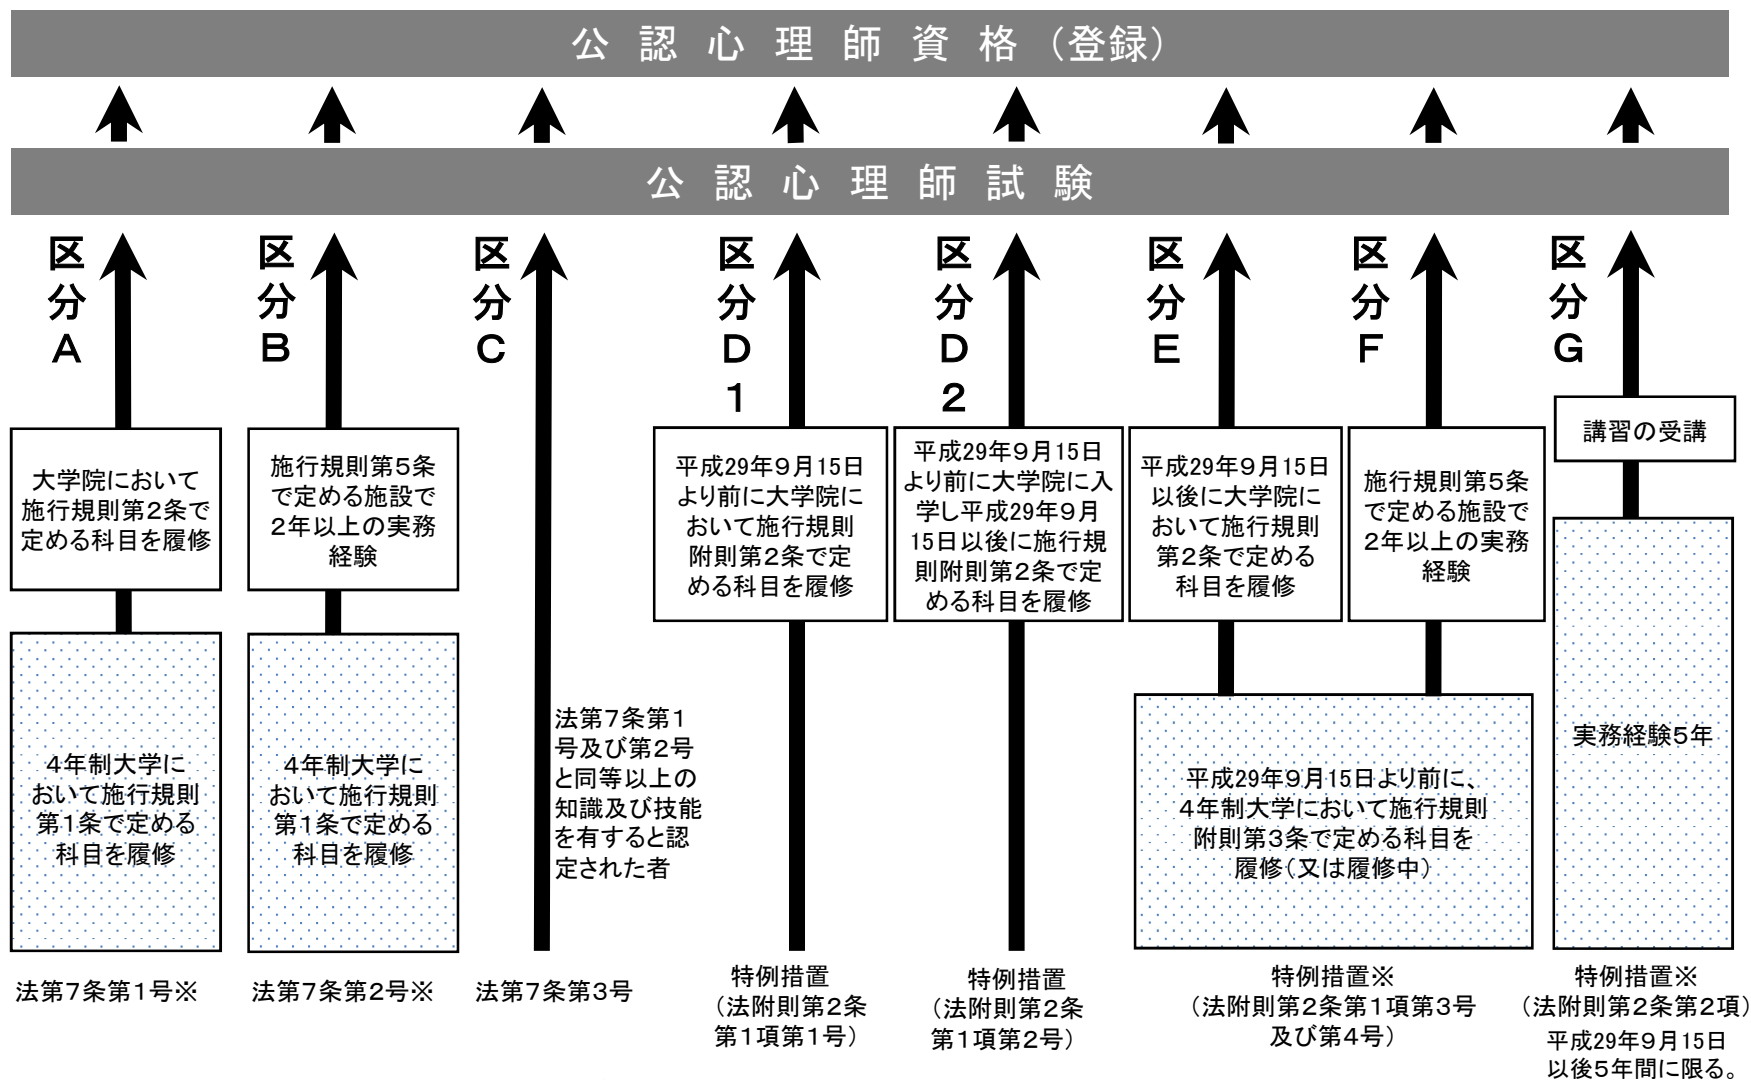 公認心理師資格（登録）
公認心理師試験
区分A
区分B
区分C
区分D1
区分D2
区分E
区分F
区分G
大学院において
施行規則第２条で
定める科目を履修
４年制大学に
おいて施行規則
第１条で定める
科目を履修
法第７条第１号※
施行規則第５条
で定める施設で
２年以上の実務
経験
４年制大学に
おいて施行規則
第１条で定める
科目を履修
法第７条第２号※
法第７条第１
号及び第２号
と同等以上の
知識及び技能
を有すると認
定された者
法第７条第３号
平成29年９月15日
より前に大学院に
おいて施行規則
附則第２条で定
める科目を履修
特例措置
（法附則第２条
第１項第１号）
平成29年９月15日
より前に大学院に入
学し平成29年９月
15日以後に施行規
則附則第２条で定
める科目を履修
特例措置
（法附則第２条
第１項第２号）
平成29年９月15日
以後に大学院に
おいて施行規則
第２条で定める
科目を履修
施行規則第５条
で定める施設で
２年以上の実務
経験
平成29年９月15日より前に、
４年制大学において施行規則
附則第３条で定める科目を
履修（又は履修中）
特例措置※
（法附則第２条第１項第３号
及び第４号）
講習の受講
実務経験５年
特例措置※
（法附則第２条第２項）
平成29年９月15日
以後５年間に限る。